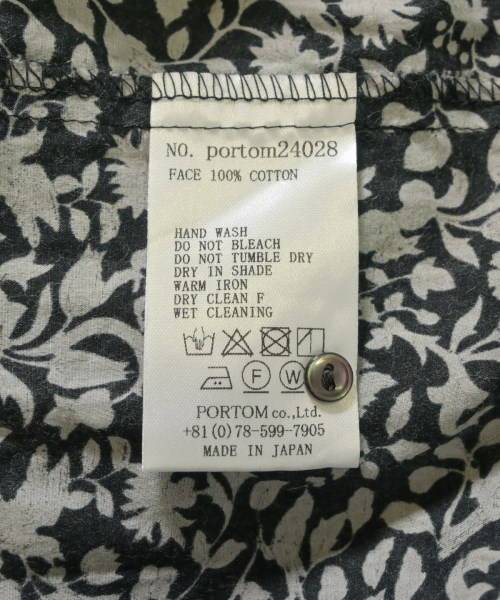 NO. portom24028
FACE 100% COTTON
HAND WASH
DO NOT BLEACH
DO NOT TUMBLE DRY
DRY IN SHADE
WARM IRON
DRY CLEAN F
WET CLEANING
F W
PORTOM co.,Ltd.
+81(0)78-599-7905
MADE IN JAPAN